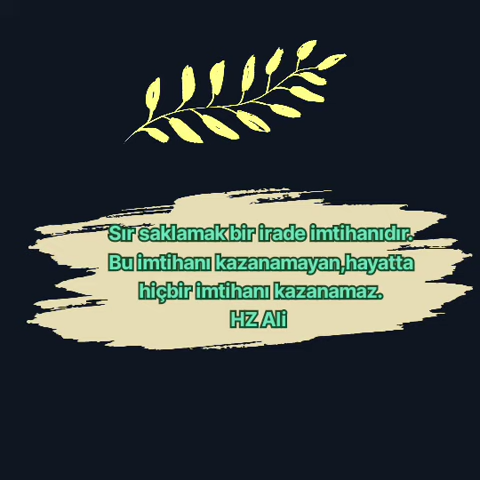 Sır saklamak bir irade imtihanıdır.
Bu imtihanı kazanamayan,hayatta
hiçbir imtihanı kazanamaz.
HZ Ali